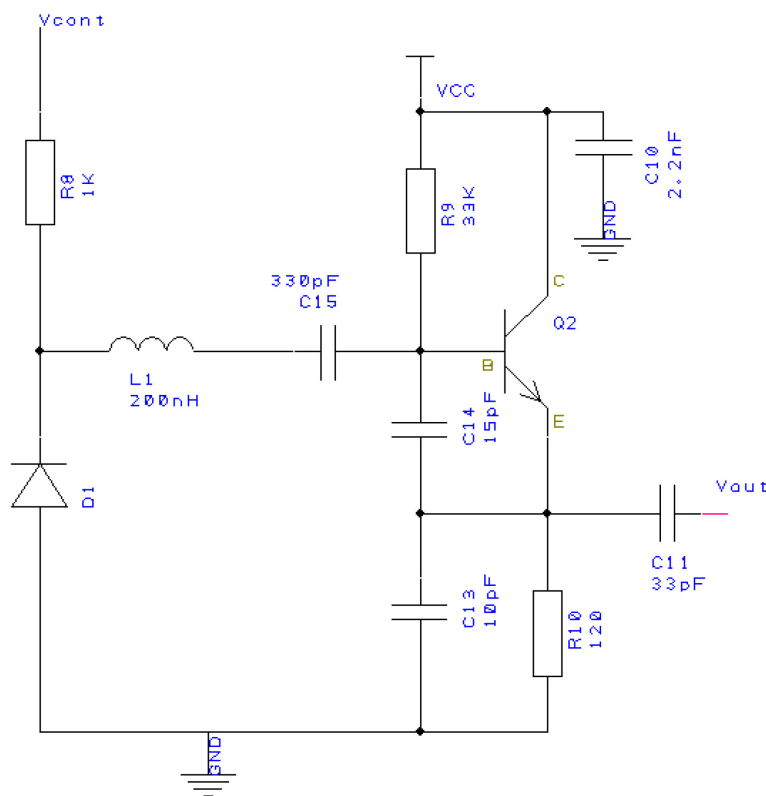 Vcont
VCC
R8
1K
R9
33K
C10
2.2nF
GND
330pF
C15
C
Q2
B
E
L1
200nH
C14
15pF
D1
Vout
C11
33pF
C13
10pF
R10
120
GND